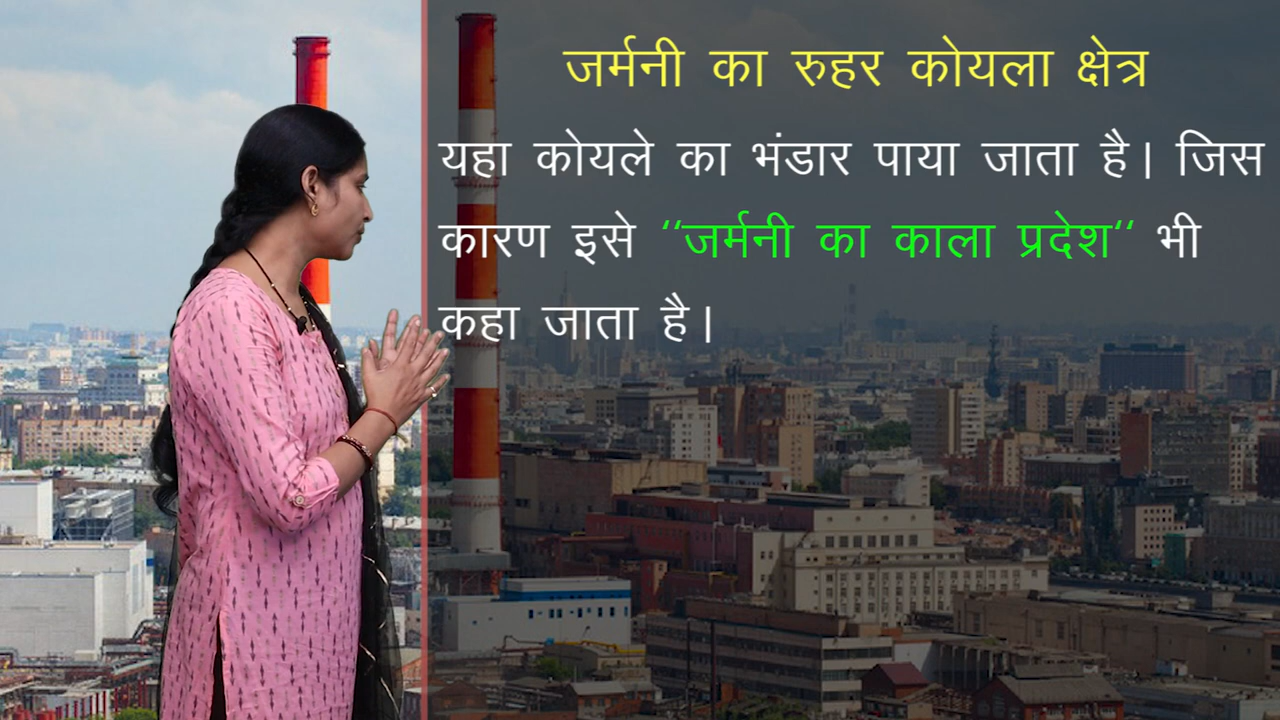 जर्मनी का रुहर कोयला क्षेत्र
यहा कोयले का भंडार पाया जाता है। जिस
कारण इसे ‘‘जर्मनी का काला प्रदेश‘‘ भी
कहा जाता है।